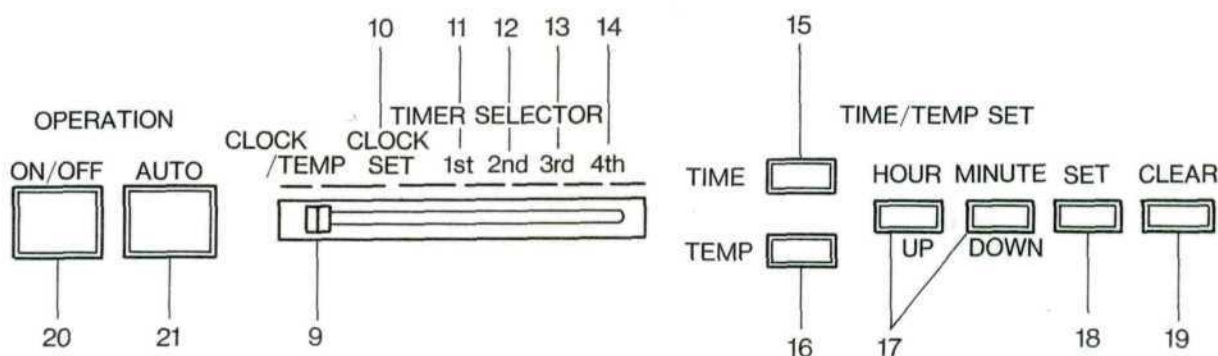 10 11 12 13 14 15
OPERATION
TIMER SELECTOR
TIME/TEMP SET
CLOCK
/TEMP
CLOCK
SET
1st 2nd 3rd 4th
ON/OFF AUTO
TIME
HOUR MINUTE SET CLEAR
TEMP
UP DOWN
20 21 9 16 17 18 19